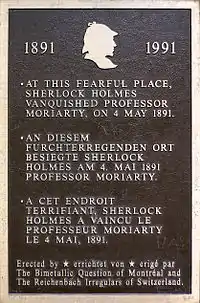 1891 1991
• AT THIS FEARFUL PLACE,
SHERLOCK HOLMES
VANQUISHED PROFESSOR
MORIARTY, ON 4 MAY 1891.
• AN DIESEM
FURCHTERREGENDEN ORT
BESIEGTE SHERLOCK
HOLMES AM 4. MAI 1891
PROFESSOR MORIARTY.
• A CET ENDROIT
TERRIFIANT, SHERLOCK
HOLMES A VAINCU LE
PROFESSEUR MORIARTY
LE 4 MAI, 1891.
Erected by ★ errichtet von ★ erigé par
The Bimetallic Question of Montréal and
The Reichenbach Irregulars of Switzerland.